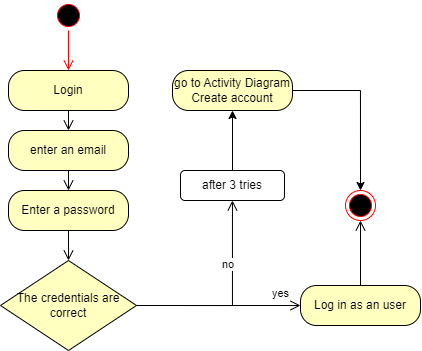 Login
enter an email
Enter a password
The credentials are
correct
go to Activity Diagram
Create account
after 3 tries
no
yes
Log in as an user